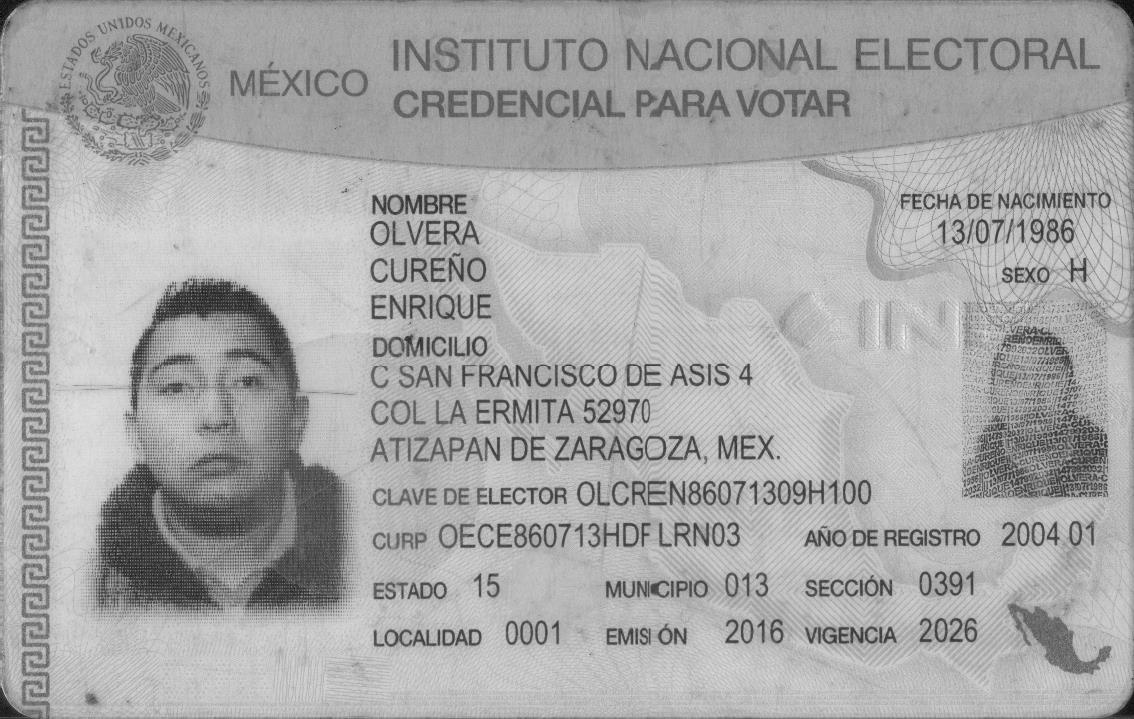 ESTADOS UNIDOS MEXICANOS
MÉXICO
INSTITUTO NACIONAL ELECTORAL
CREDENCIAL PARA VOTAR
NOMBRE
OLVERA
CUREÑO
ENRIQUE
FECHA DE NACIMIENTO
13/07/1986
SEXO H
DOMICILIO
C SAN FRANCISCO DE ASIS 4
COL LA ERMITA 52970
ATIZAPAN DE ZARAGOZA, MEX.
CLAVE DE ELECTOR OLCREN86071309H100
CURP OECE860713HDFLRN03 AÑO DE REGISTRO 2004 01
ESTADO 15 MUNICIPIO 013 SECCIÓN 0391
LOCALIDAD 0001 EMISIÓN 2016 VIGENCIA 2026